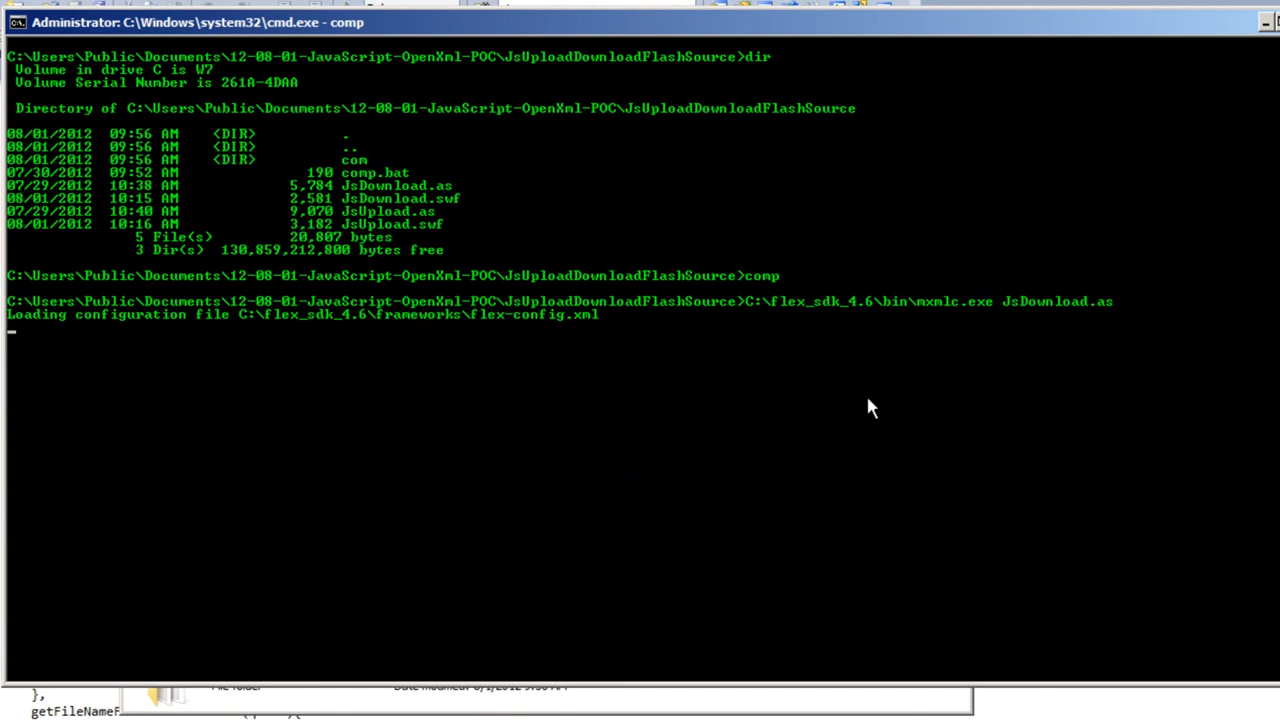 Administrator: C:\Windows\system32\cmd.exe - comp
C:\Users\Public\Documents\12-08-01-JavaScript-OpenXml-POC\JsUploadDownloadFlashSource>dir
Volume in drive C is W7
Volume Serial Number is 261A-4DAA
Directory of C:\Users\Public\Documents\12-08-01-JavaScript-OpenXml-POC\JsUploadDownloadFlashSource
08/01/2012  09:56 AM    <DIR>          .
08/01/2012  09:56 AM    <DIR>          ..
08/01/2012  09:56 AM    <DIR>          com
07/30/2012  09:52 AM               190 comp.bat
07/29/2012  10:38 AM             5,784 JsDownload.as
08/01/2012  10:15 AM             2,581 JsDownload.swf
07/29/2012  10:40 AM             9,070 JsUpload.as
08/01/2012  10:16 AM             3,182 JsUpload.swf
5 File(s)         20,807 bytes
3 Dir(s)  130,859,212,800 bytes free
C:\Users\Public\Documents\12-08-01-JavaScript-OpenXml-POC\JsUploadDownloadFlashSource>comp
C:\Users\Public\Documents\12-08-01-JavaScript-OpenXml-POC\JsUploadDownloadFlashSource>C:\flex_sdk_4.6\bin\mxmlc.exe JsDownload.as
Loading configuration file C:\flex_sdk_4.6\frameworks\flex-config.xml
},
getFileNameF